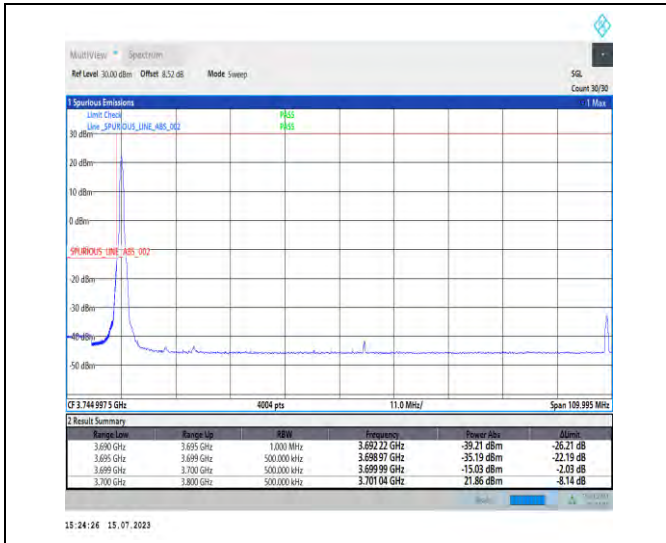 MultiView Spectrum
Ref Level 30.00 dBm Offset 8.52 dB Mode Sweep SGL
Count 30/30
1 Spurious Emissions 1 Max
Limit Check PASS
Line _SPURIOUS_LINE_ABS_002 PASS
30 dBm
20 dBm
10 dBm
0 dBm
SPURIOUS_LINE_ABS_002
-20 dBm
-30 dBm
-40 dBm
-50 dBm
CF 3.744 997 5 GHz 4004 pts 11.0 MHz/ Span 109.995 MHz
2 Result Summary
Range Low Range Up RBW Frequency Power Abs ΔLimit
3.690 GHz 3.695 GHz 1.000 MHz 3.692 22 GHz -39.21 dBm -26.21 dB
3.695 GHz 3.699 GHz 500.000 kHz 3.698 97 GHz -35.19 dBm -22.19 dB
3.699 GHz 3.700 GHz 500.000 kHz 3.699 99 GHz -15.03 dBm -2.03 dB
3.700 GHz 3.800 GHz 500.000 kHz 3.701 04 GHz 21.86 dBm -8.14 dB
15:24:26 15.07.2023